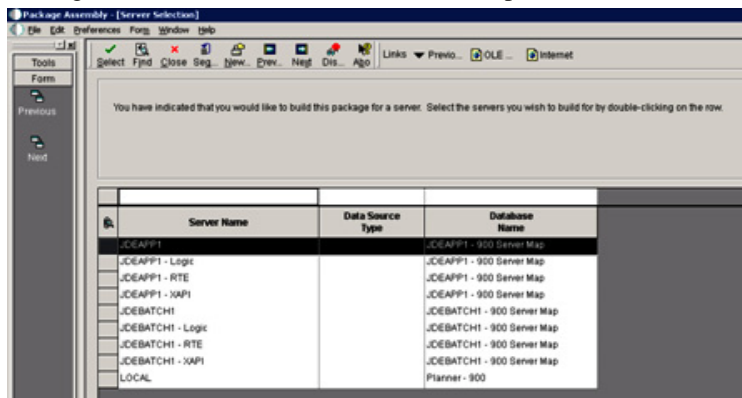 Package Assembly - [Server Selection]
File Edit Preferences Form Window Help
Select Find Close Seq... New... Prev... Next Dis... Abo Links Previo... OLE ... Internet
Tools
Form
Previous
Next
You have indicated that you would like to build this package for a server. Select the servers you wish to build for by double-clicking on the row.
Server Name Data Source Type Database Name
JDEAPP1 JDEAPP1 - 900 Server Map
JDEAPP1 - Logic JDEAPP1 - 900 Server Map
JDEAPP1 - RTE JDEAPP1 - 900 Server Map
JDEAPP1 - XAPI JDEAPP1 - 900 Server Map
JDEBATCH1 JDEBATCH1 - 900 Server Map
JDEBATCH1 - Logic JDEBATCH1 - 900 Server Map
JDEBATCH1 - RTE JDEBATCH1 - 900 Server Map
JDEBATCH1 - XAPI JDEBATCH1 - 900 Server Map
LOCAL Planner - 900